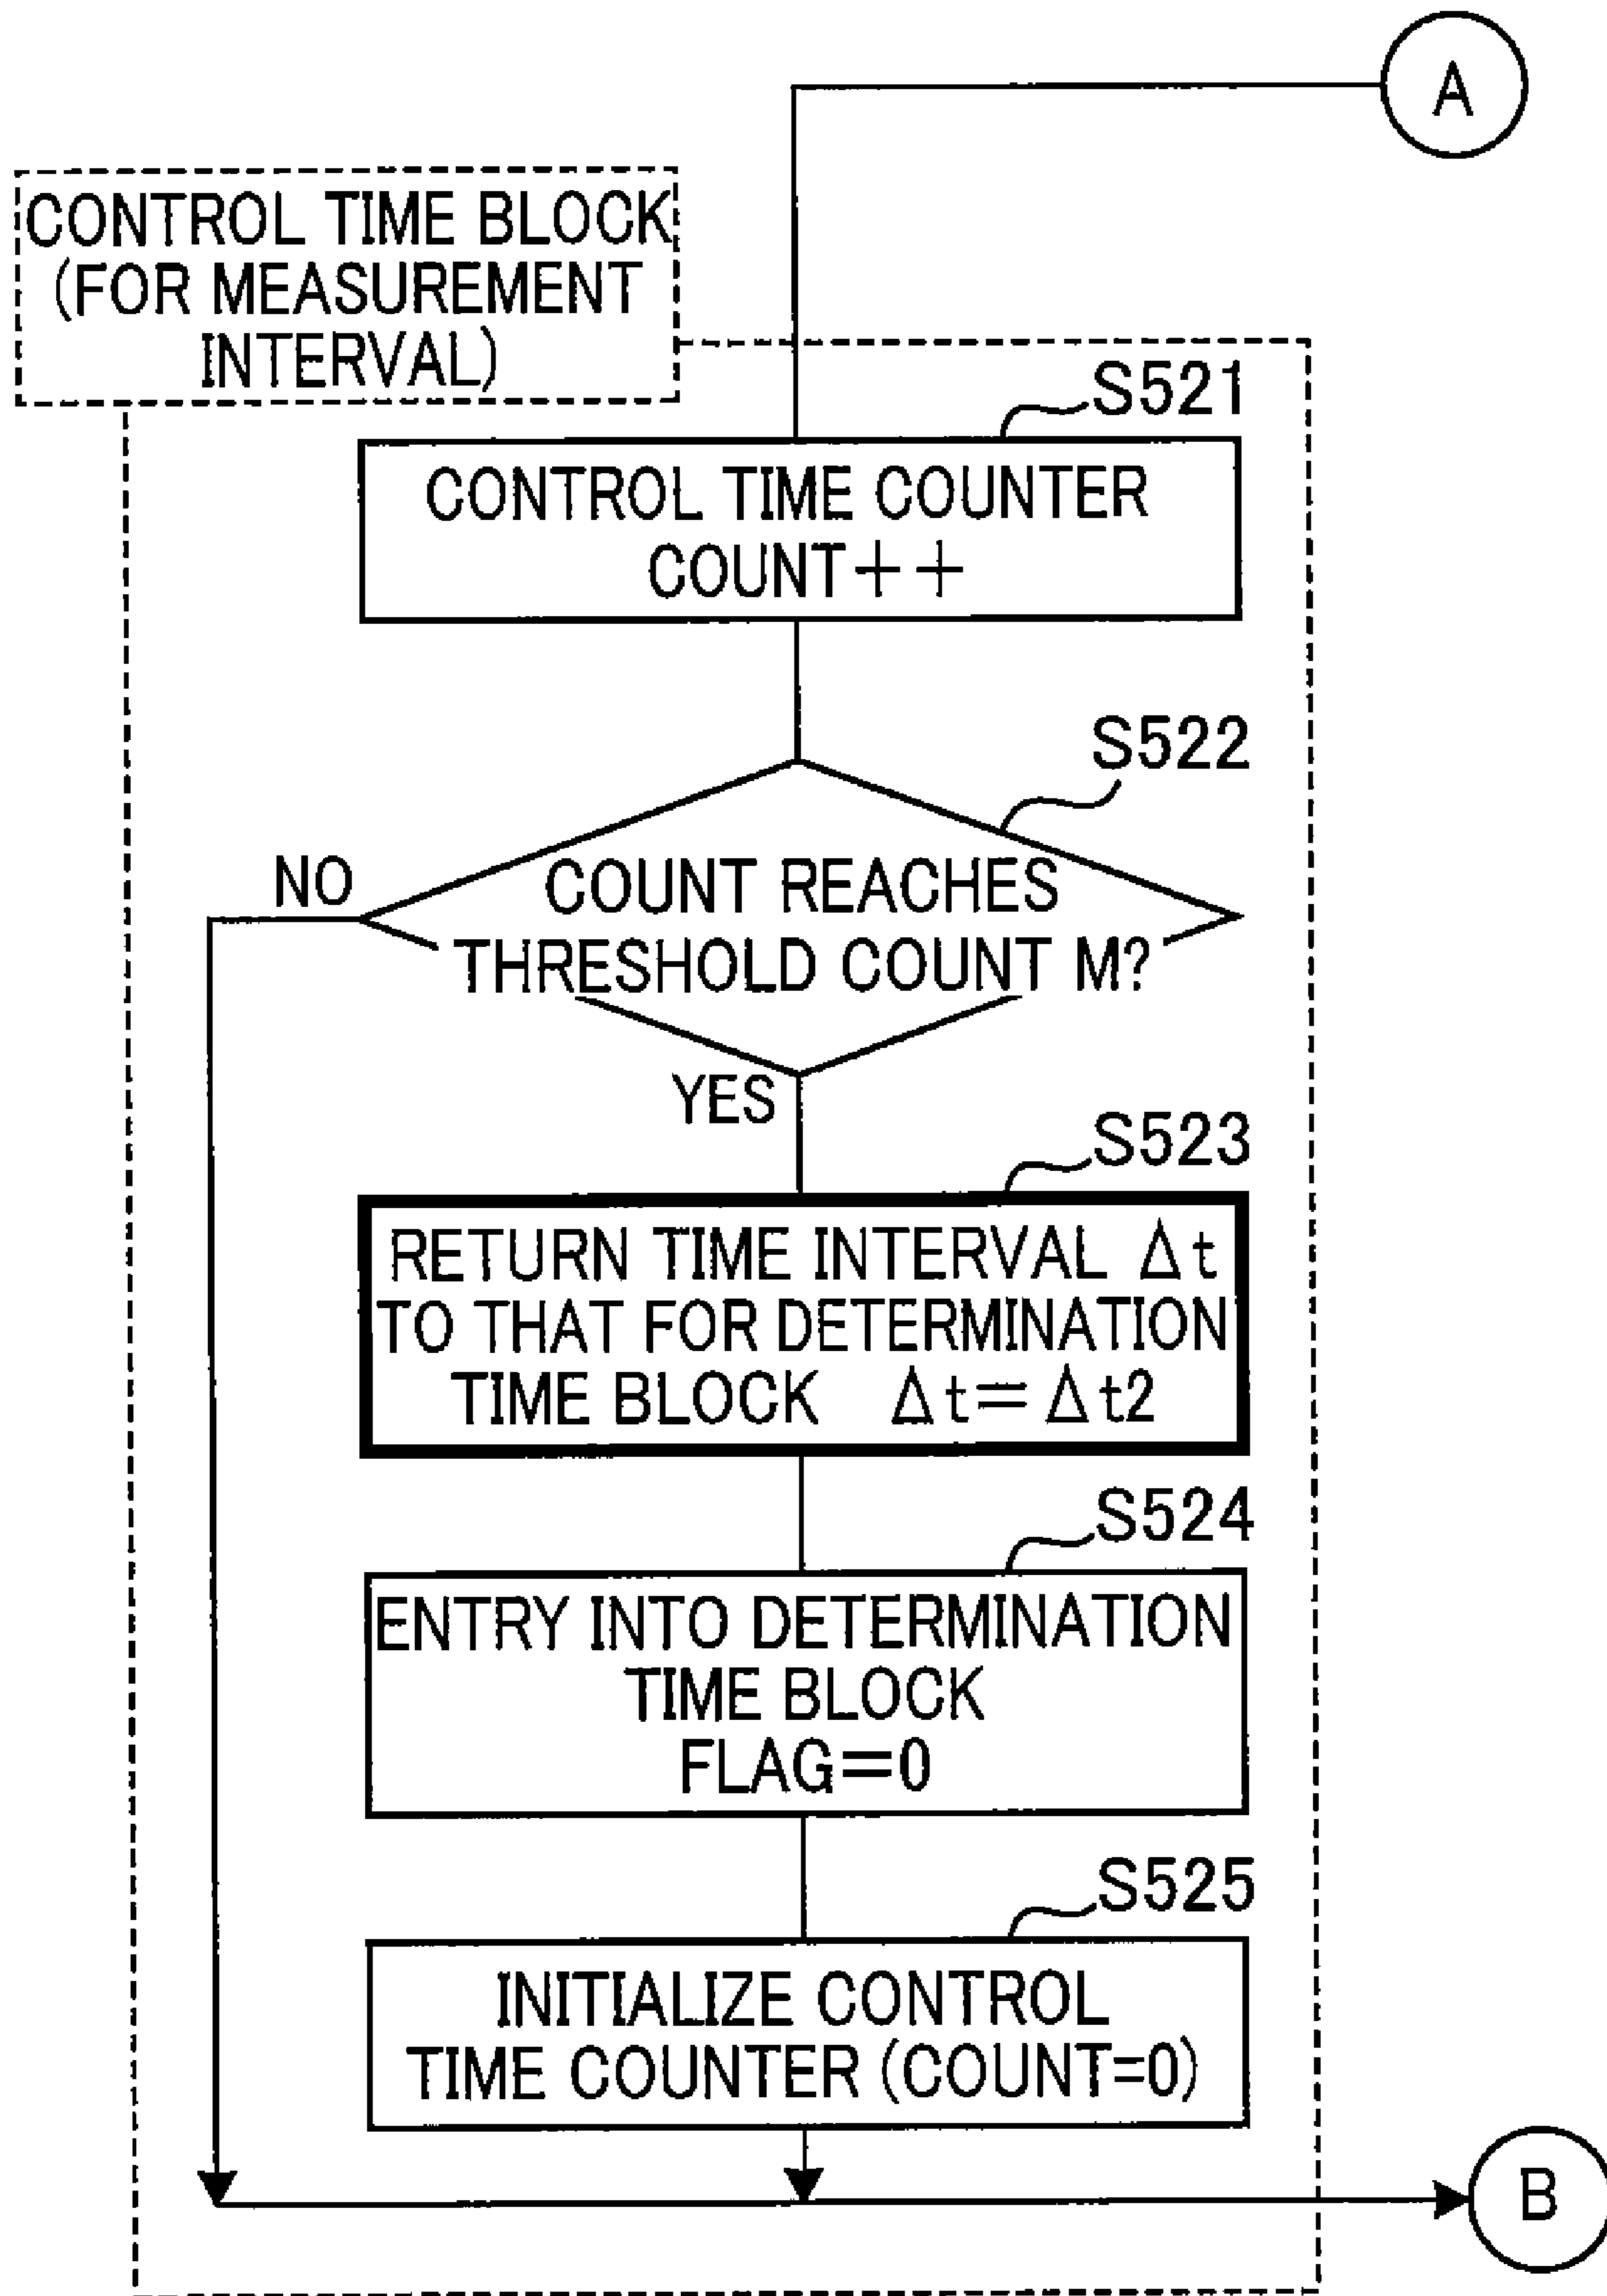 A
CONTROL TIME BLOCK
(FOR MEASUREMENT
INTERVAL)
S521
CONTROL TIME COUNTER
COUNT++
S522
NO
COUNT REACHES
THRESHOLD COUNT M?
YES
S523
RETURN TIME INTERVAL Δt
TO THAT FOR DETERMINATION
TIME BLOCK Δt=Δt2
S524
ENTRY INTO DETERMINATION
TIME BLOCK
FLAG=0
S525
INITIALIZE CONTROL
TIME COUNTER (COUNT=0)
B